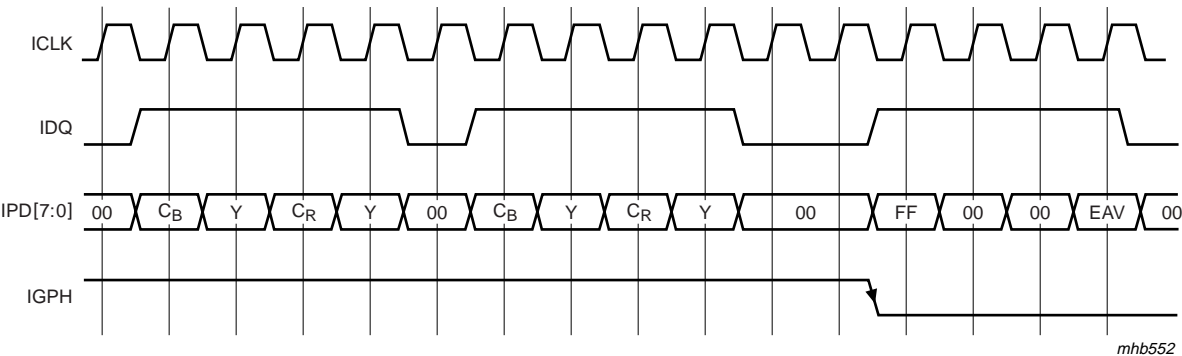 ICLK
IDQ
IPD[7:0] 00 CB Y CR Y 00 CB Y CR Y 00 FF 00 00 EAV 00
IGPH
mhb552